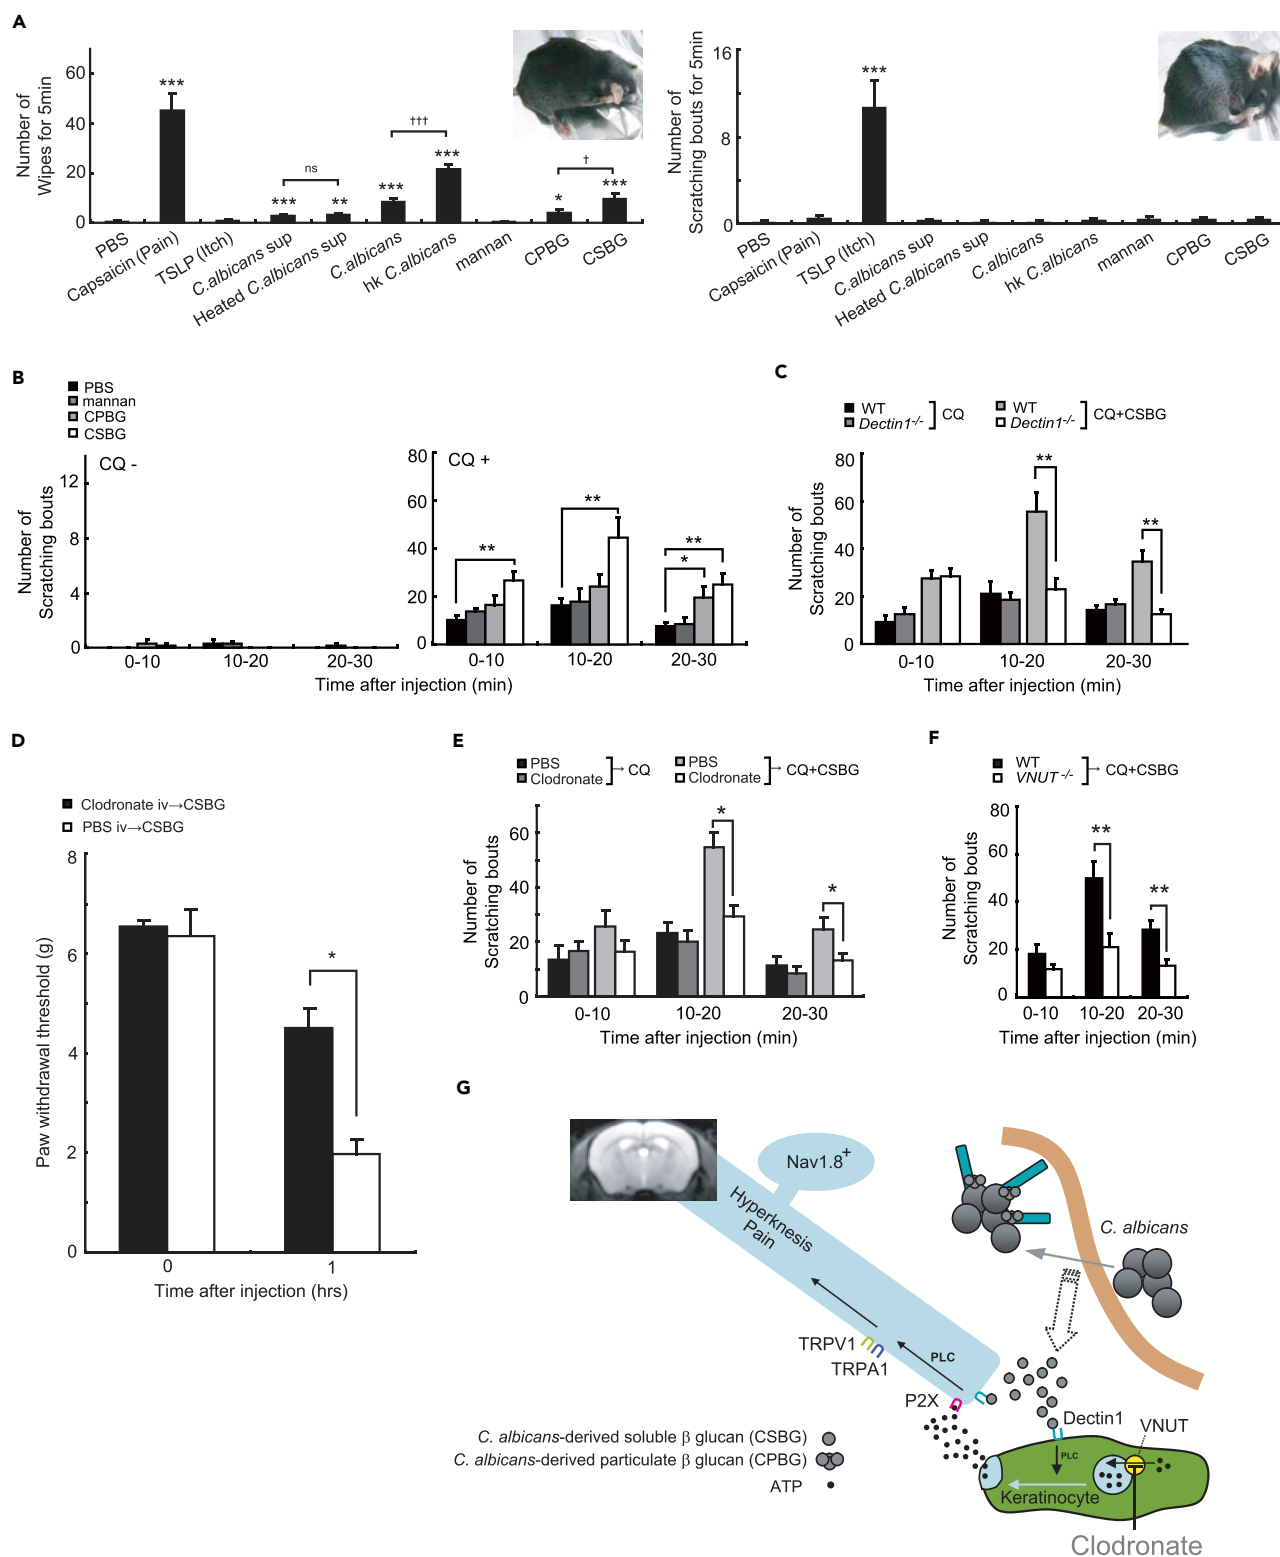 A
Number of
Wipes for 5min
60
40
20
0
***
***
ns
**
***
†††
***
*
†
***
PBS
Capsaicin (Pain)
TSLP (Itch)
C.albicans sup
Heated C.albicans sup
C.albicans
hk C.albicans
mannan
CPBG
CSBG
Number of
Scratching bouts for 5min
16
8
0
***
PBS
Capsaicin (Pain)
TSLP (Itch)
C.albicans sup
Heated C.albicans sup
C.albicans
hk C.albicans
mannan
CPBG
CSBG
B
PBS
mannan
CPBG
CSBG
CQ -
Number of
Scratching bouts
12
8
4
0
0-10
10-20
20-30
CQ +
80
60
40
20
0
**
**
**
*
0-10
10-20
20-30
Time after injection (min)
C
WT
Dectin1-/-
CQ
WT
Dectin1-/-
CQ+CSBG
Number of
Scratching bouts
80
60
40
20
0
**
**
0-10
10-20
20-30
Time after injection (min)
D
Clodronate iv→CSBG
PBS iv→CSBG
Paw withdrawal threshold (g)
8
6
4
2
0
*
0
1
Time after injection (hrs)
E
PBS
Clodronate
→ CQ
PBS
Clodronate
→ CQ+CSBG
Number of
Scratching bouts
60
40
20
0
*
*
0-10
10-20
20-30
Time after injection (min)
F
WT
VNUT -/-
→ CQ+CSBG
Number of
Scratching bouts
80
60
40
20
0
**
**
0-10
10-20
20-30
Time after injection (min)
G
Nav1.8+
Hyperknesis
Pain
C. albicans
TRPV1
TRPA1
PLC
P2X
Dectin1
VNUT
PLC
Keratinocyte
Clodronate
C. albicans-derived soluble β glucan (CSBG)
C. albicans-derived particulate β glucan (CPBG)
ATP